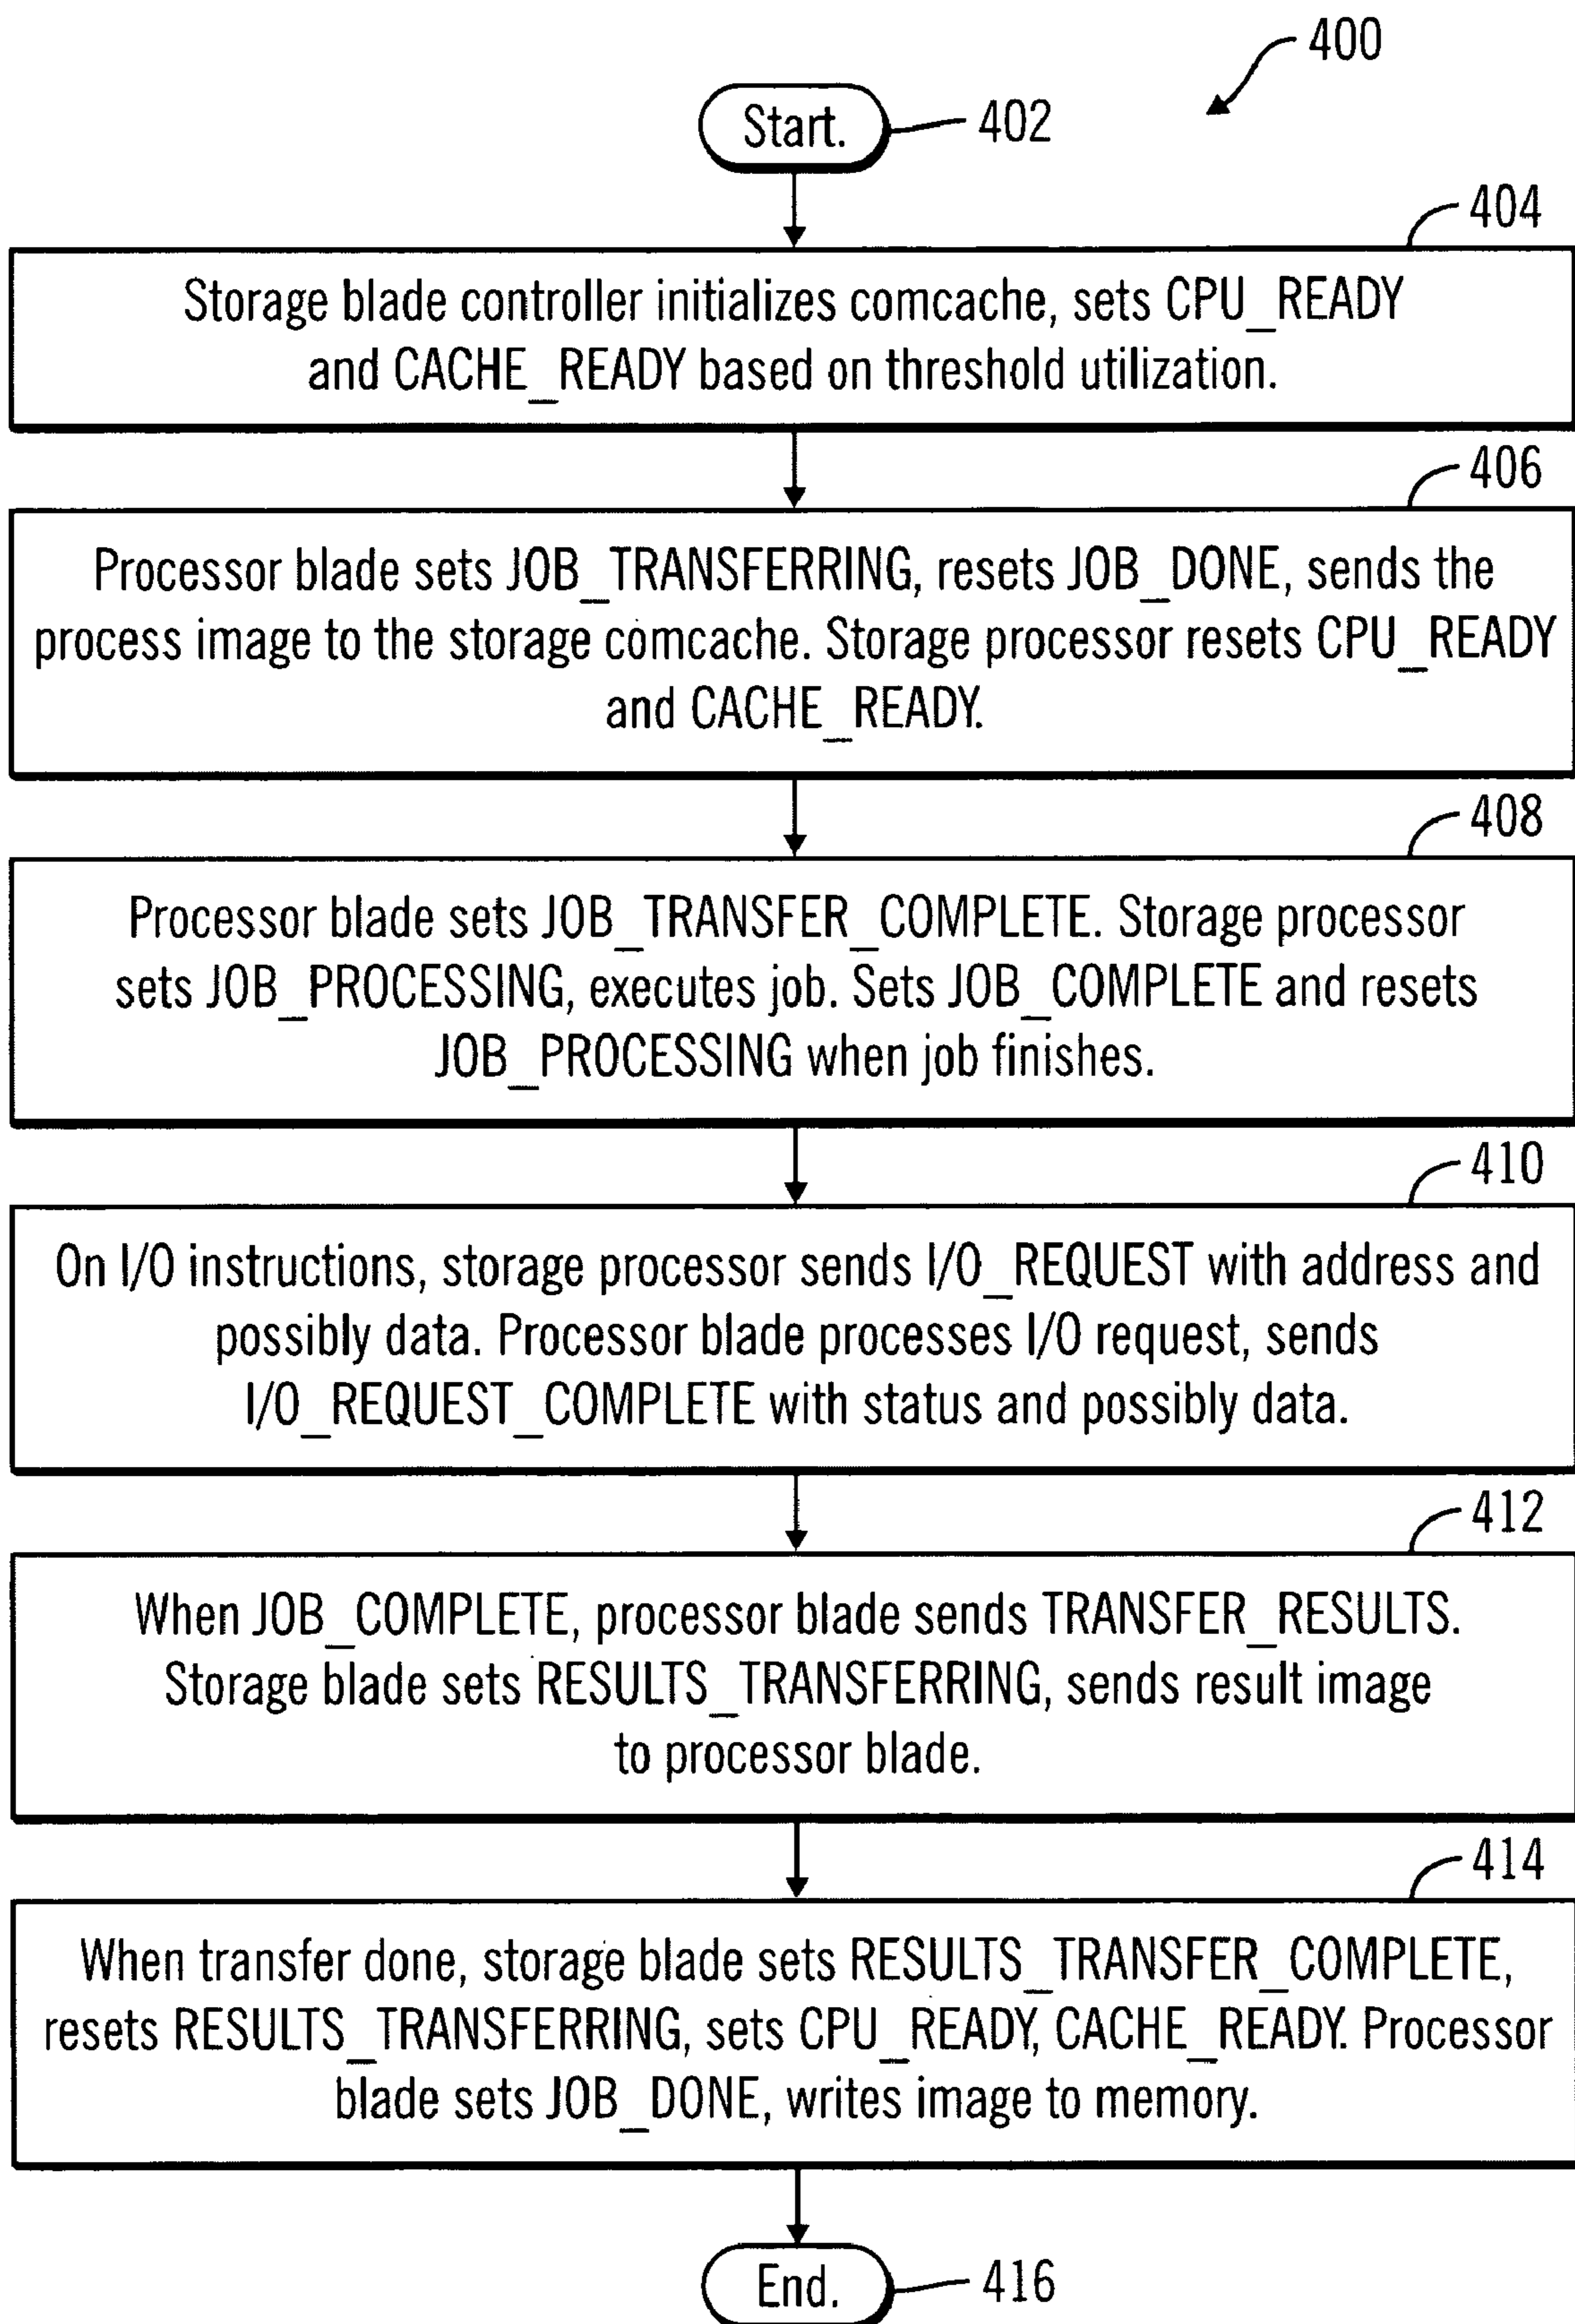 400
Start.
402
404
Storage blade controller initializes comcache, sets CPU_READY
and CACHE_READY based on threshold utilization.
406
Processor blade sets JOB_TRANSFERRING, resets JOB_DONE, sends the
process image to the storage comcache. Storage processor resets CPU_READY
and CACHE_READY.
408
Processor blade sets JOB_TRANSFER_COMPLETE. Storage processor
sets JOB_PROCESSING, executes job. Sets JOB_COMPLETE and resets
JOB_PROCESSING when job finishes.
410
On I/O instructions, storage processor sends I/O_REQUEST with address and
possibly data. Processor blade processes I/O request, sends
I/O_REQUEST_COMPLETE with status and possibly data.
412
When JOB_COMPLETE, processor blade sends TRANSFER_RESULTS.
Storage blade sets RESULTS_TRANSFERRING, sends result image
to processor blade.
414
When transfer done, storage blade sets RESULTS_TRANSFER_COMPLETE,
resets RESULTS_TRANSFERRING, sets CPU_READY, CACHE_READY. Processor
blade sets JOB_DONE, writes image to memory.
End.
416